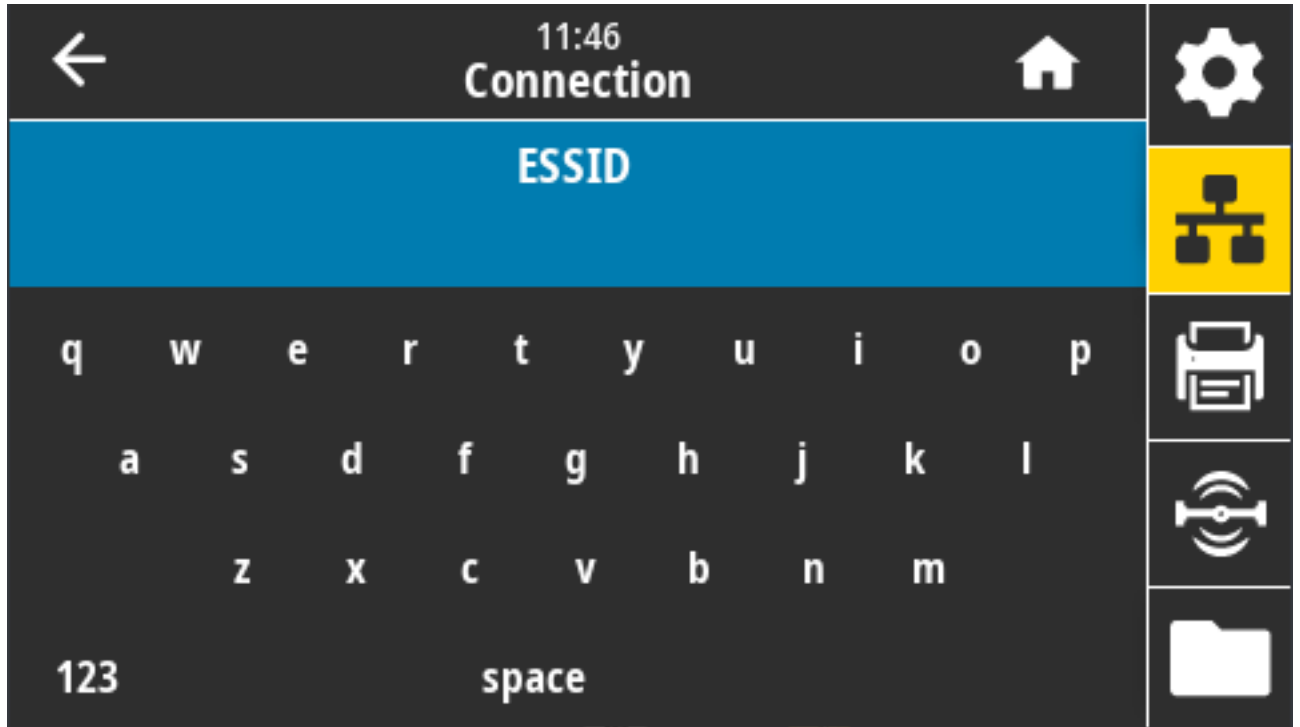 11:46
Connection
ESSID
q w e r t y u i o p
a s d f g h j k l
z x c v b n m
123 space